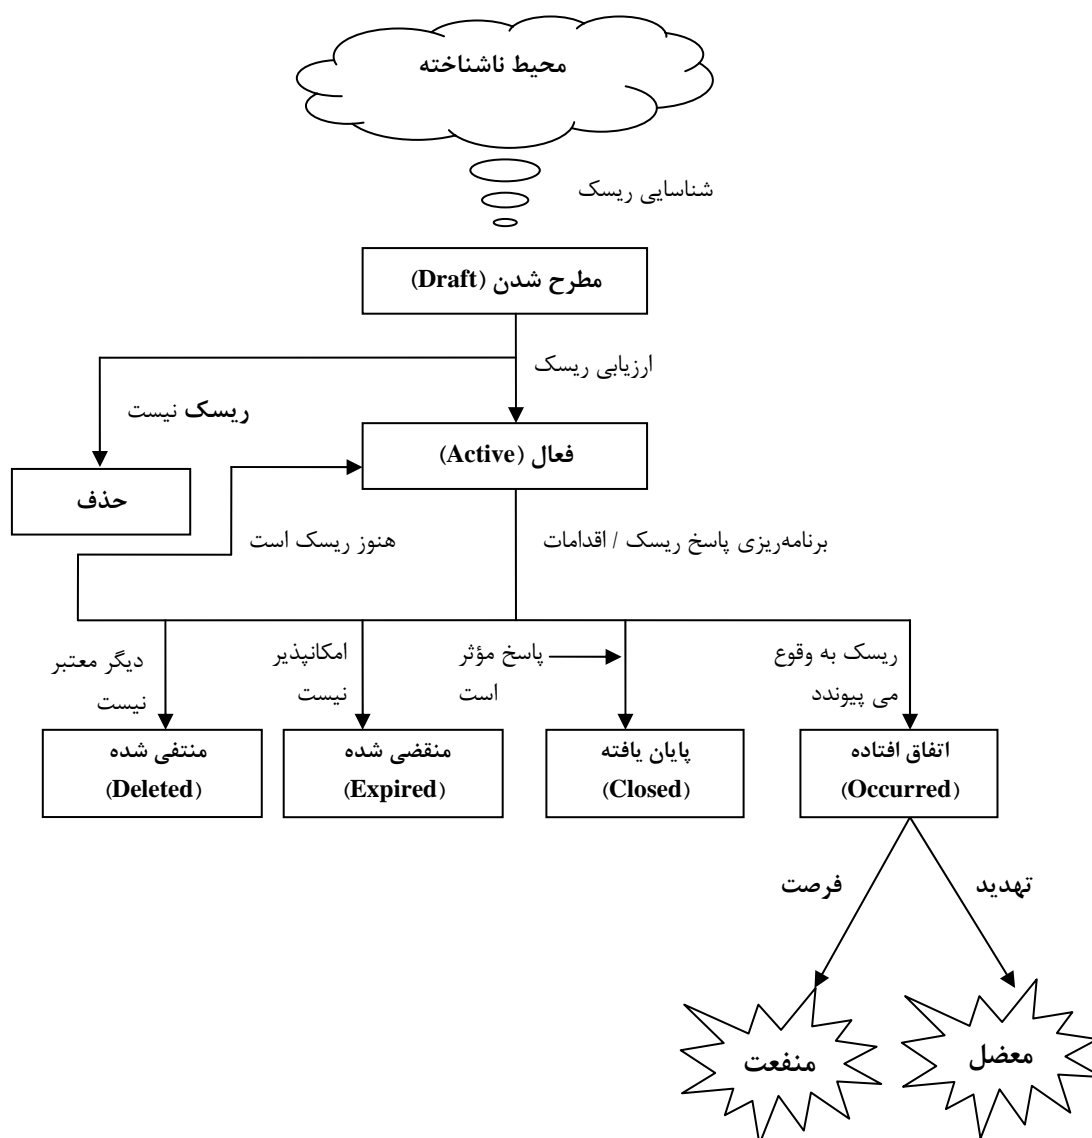 محیط ناشناخته
شناسایی ریسک
مطرح شدن (Draft)
ارزیابی ریسک
ریسک نیست
فعال (Active)
حذف
هنوز ریسک است
برنامه‌ریزی پاسخ ریسک / اقدامات
ریسک به وقوع
می پیوندد
پاسخ مؤثر
است
امکانپذیر
نیست
دیگر معتبر
نیست
اتفاق افتاده
(Occurred)
پایان یافته
(Closed)
منقضی شده
(Expired)
منتفی شده
(Deleted)
تهدید
فرصت
معضل
منفعت